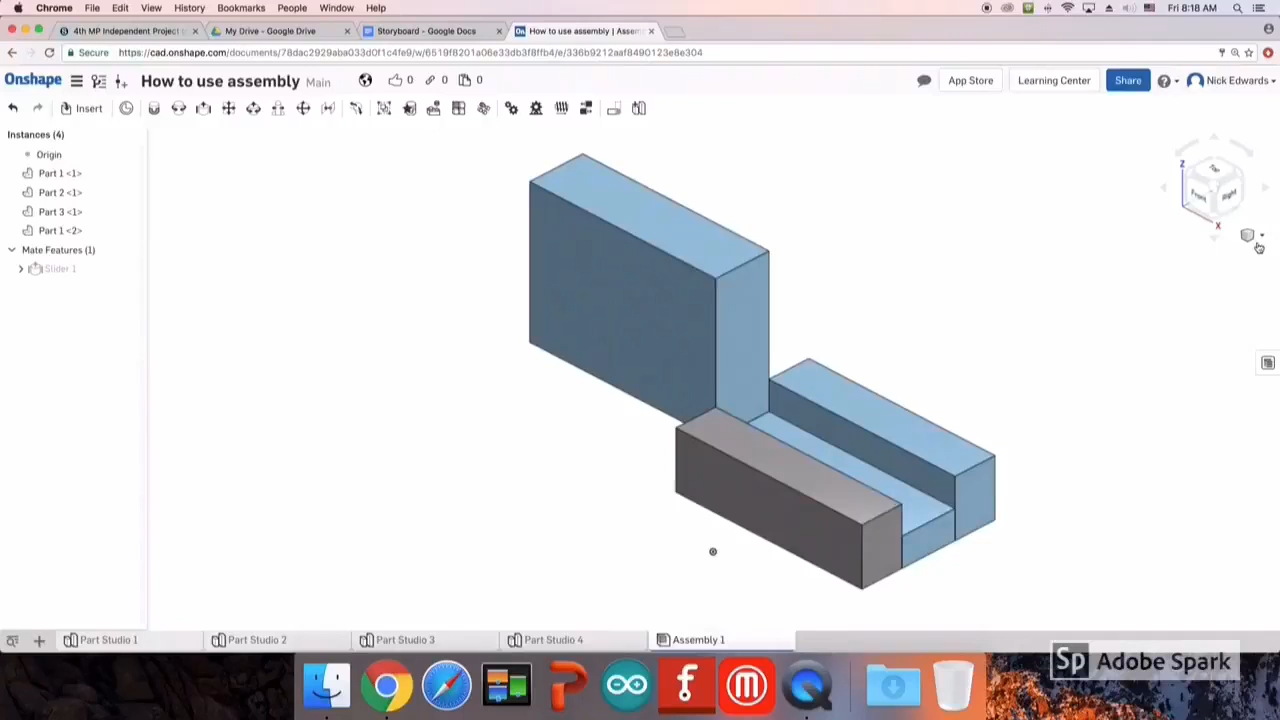 Chrome File Edit View History Bookmarks People Window Help Fri 8:18 AM
4th MP Independent Project My Drive - Google Drive Storyboard - Google Docs How to use assembly | Assem
Secure https://cad.onshape.com/documents/78dac2929aba033d0f1c4fe9/w/6519f8201a06e33db3f8ffb4/e/336b9212aaf8490123e8e304
Onshape How to use assembly Main 0 0 0 App Store Learning Center Share Nick Edwards
Insert
Instances (4)
Origin
Part 1 <1>
Part 2 <1>
Part 3 <1>
Part 1 <2>
Mate Features (1)
Slider 1
Z Top Front Right X
Part Studio 1 Part Studio 2 Part Studio 3 Part Studio 4 Assembly 1
Sp Adobe Spark